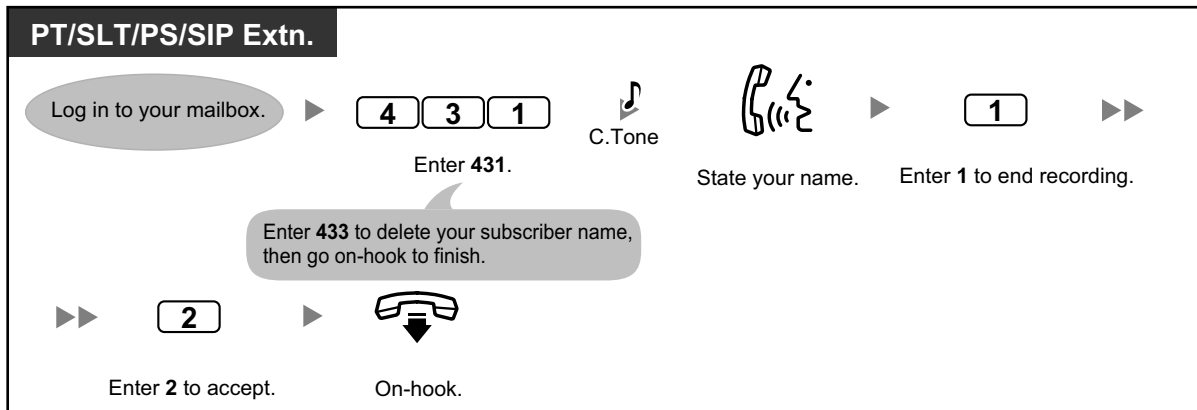 PT/SLT/PS/SIP Extn.
Log in to your mailbox.
4 3 1
C.Tone
1
Enter 431.
State your name.
Enter 1 to end recording.
Enter 433 to delete your subscriber name,
then go on-hook to finish.
2
Enter 2 to accept.
On-hook.